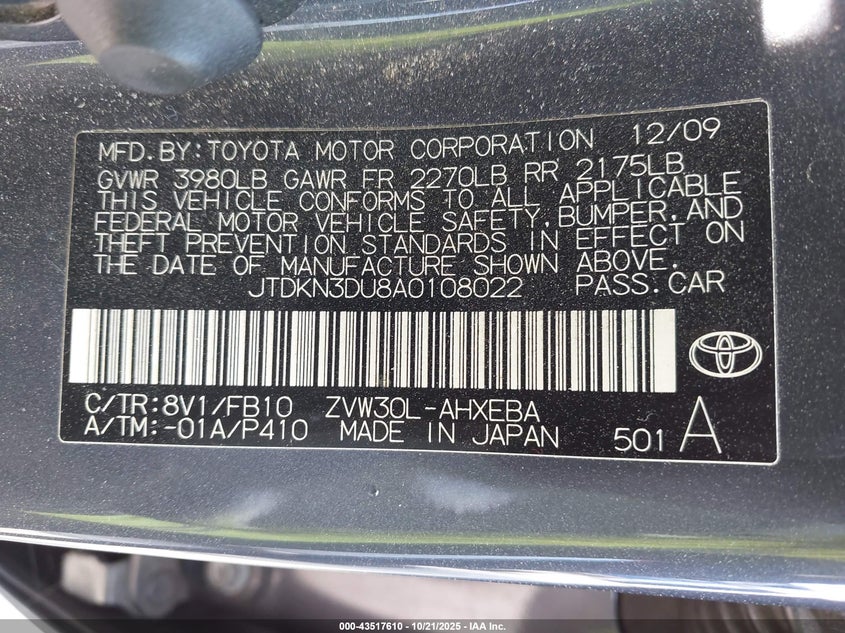 MFD.BY:TOYOTA MOTOR CORPORATION 12/09
GVWR 3980LB GAWR FR 2270LB RR 2175LB
THIS VEHICLE CONFORMS TO ALL APPLICABLE
FEDERAL MOTOR VEHICLE SAFETY,BUMPER,AND
THEFT PREVENTION STANDARDS IN EFFECT ON
THE DATE OF MANUFACTURE SHOWN ABOVE.
JTDKN3DU8A0108022 PASS.CAR
C/TR:8V1/FB10 ZVW30L-AHXEBA
A/TM:-01A/P410 MADE IN JAPAN 501 A
000-43517610 - 10/21/2025 - IAA Inc.